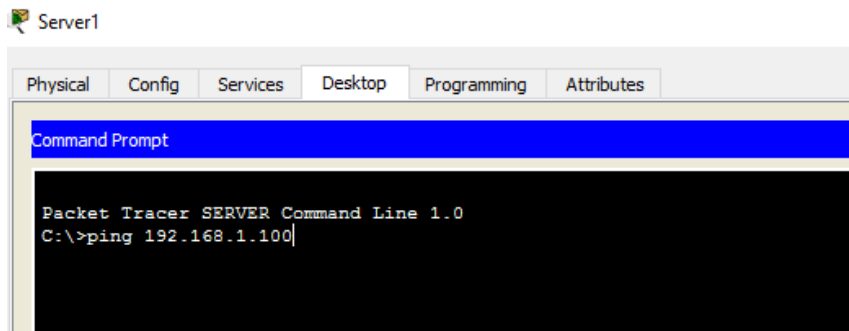 Server1
Physical Config Services Desktop Programming Attributes
Command Prompt
Packet Tracer SERVER Command Line 1.0
C:\>ping 192.168.1.100